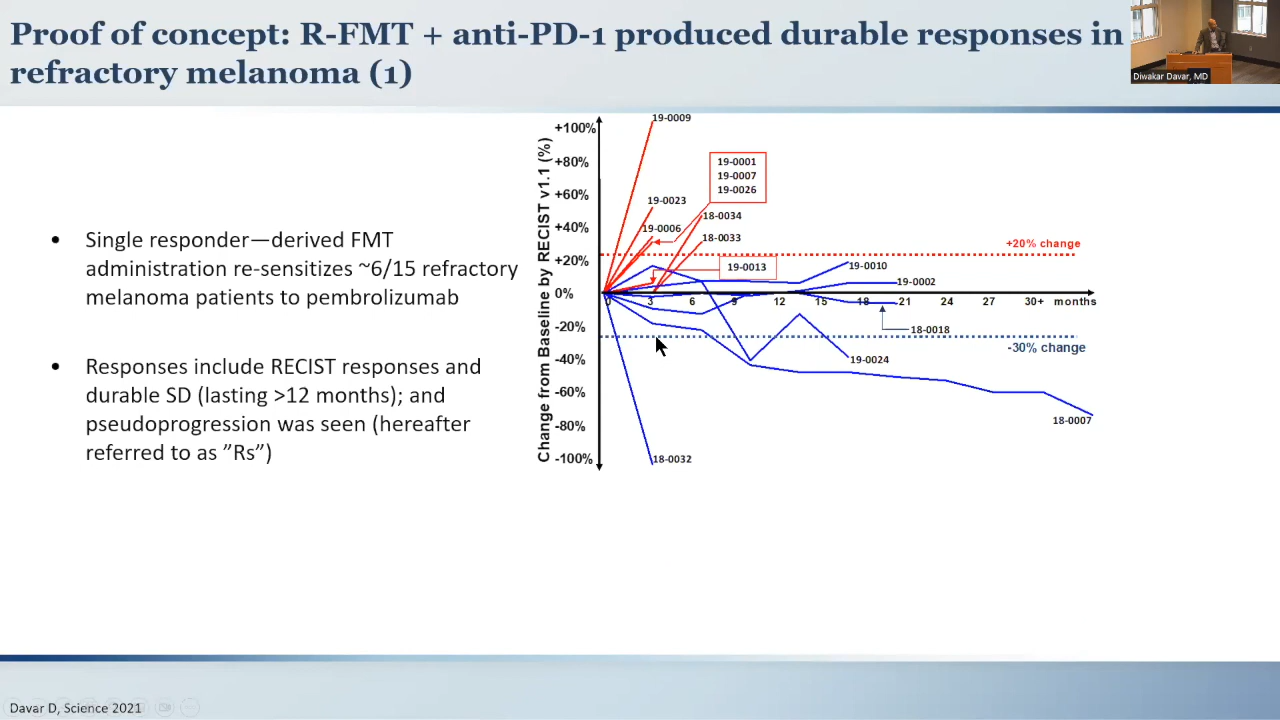 Proof of concept: R-FMT + anti-PD-1 produced durable responses in
refractory melanoma (1)
Diwakar Davar, MD
• Single responder—derived FMT
administration re-sensitizes ~6/15 refractory
melanoma patients to pembrolizumab
• Responses include RECIST responses and
durable SD (lasting >12 months); and
pseudoprogression was seen (hereafter
referred to as ”Rs”)
Change from Baseline by RECIST v1.1 (%)
+100%
+80%
+60%
+40%
+20%
0%
-20%
-40%
-60%
-80%
-100%
19-0009
19-0001
19-0007
19-0026
19-0023
18-0034
19-0006
18-0033
+20% change
19-0013
19-0010
19-0002
0 3 6 9 12 15 18 21 24 27 30+ months
18-0018
-30% change
19-0024
18-0007
18-0032
Davar D, Science 2021